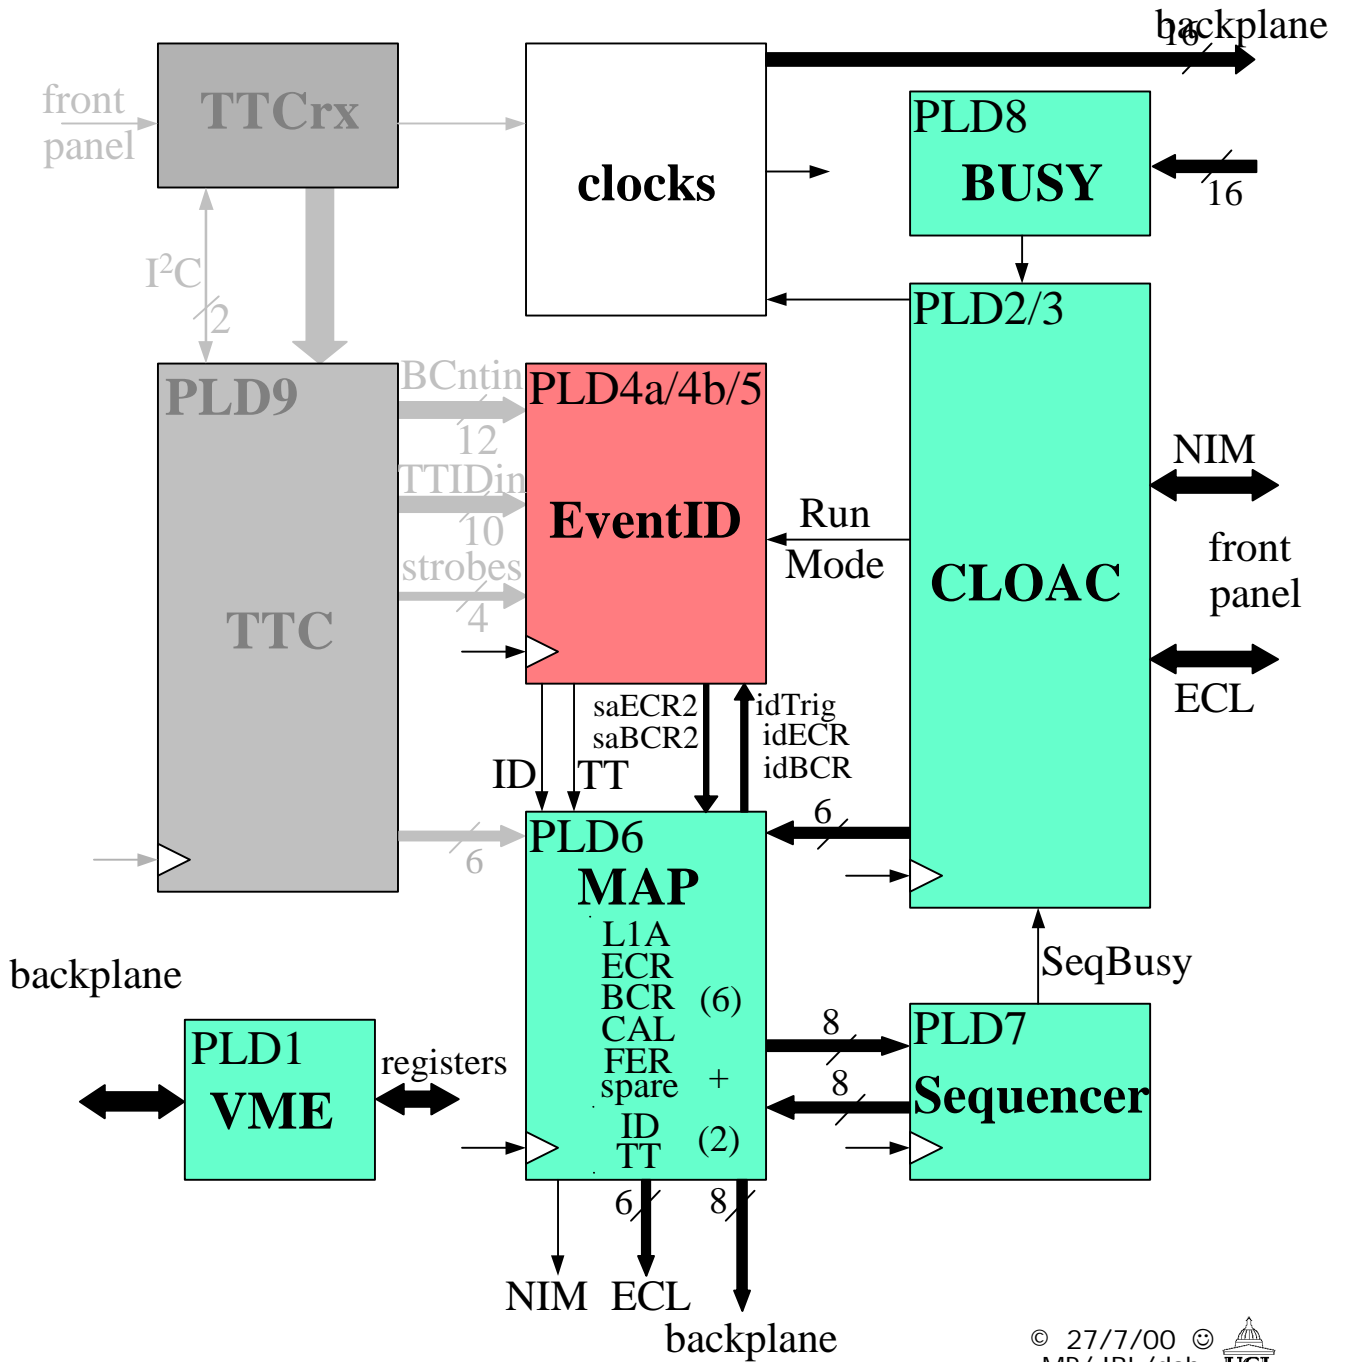 backplane
16
front
panel
TTCrx
clocks
PLD8
BUSY
16
I²C
2
PLD2/3
PLD9
TTC
BCntin
12
TTIDin
10
strobes
4
PLD4a/4b/5
EventID
Run
Mode
CLOAC
NIM
front
panel
ECL
saECR2
saBCR2
idTrig
idECR
idBCR
ID
TT
6
6
PLD6
MAP
L1A
ECR
BCR (6)
CAL
FER
spare +
ID
TT (2)
SeqBusy
backplane
PLD1
VME
registers
8
8
PLD7
Sequencer
6
8
NIM
ECL
backplane
© 27/7/00 ☺